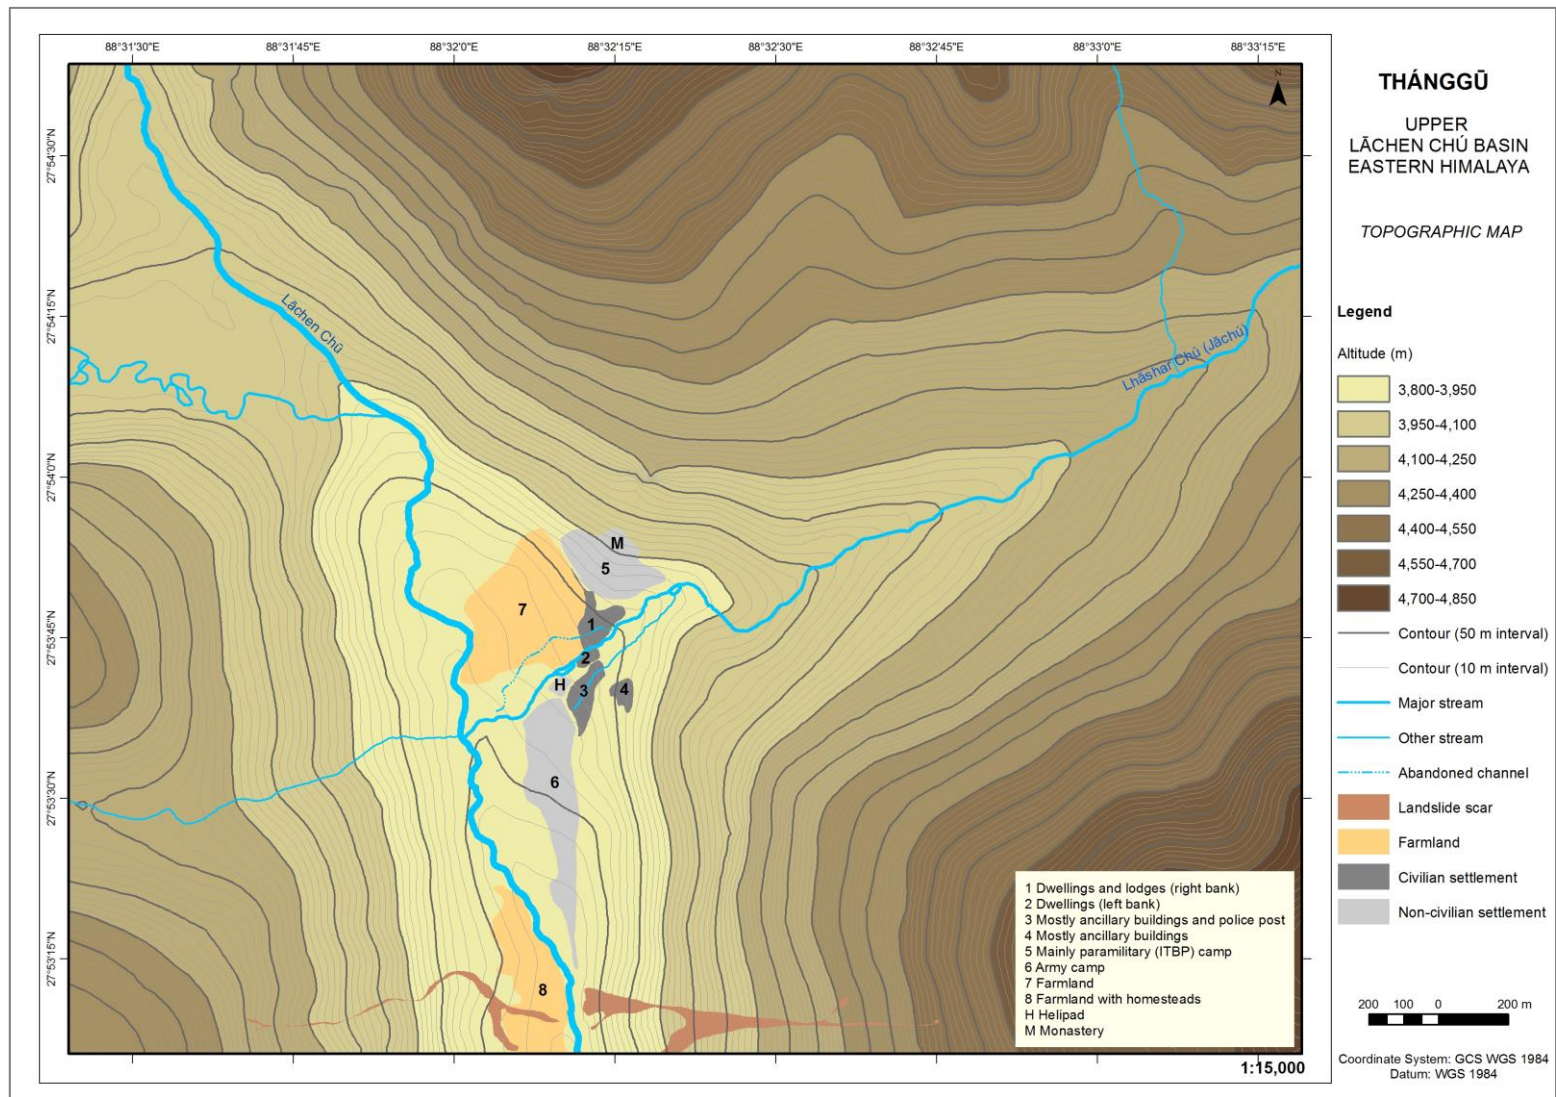 88°31'30"E
88°31'45"E
88°32'0"E
88°32'15"E
88°32'30"E
88°32'45"E
88°33'0"E
88°33'15"E
27°54'30"N
27°54'15"N
27°54'0"N
27°53'45"N
27°53'30"N
27°53'15"N
N
Lāchen Chú
Lhāshar Chú (Jāchú)
M
5
7
1
2
H
3
4
6
8
1 Dwellings and lodges (right bank)
2 Dwellings (left bank)
3 Mostly ancillary buildings and police post
4 Mostly ancillary buildings
5 Mainly paramilitary (ITBP) camp
6 Army camp
7 Farmland
8 Farmland with homesteads
H Helipad
M Monastery
1:15,000
THÁNGGŪ
UPPER
LĀCHEN CHÚ BASIN
EASTERN HIMALAYA
TOPOGRAPHIC MAP
Legend
Altitude (m)
3,800-3,950
3,950-4,100
4,100-4,250
4,250-4,400
4,400-4,550
4,550-4,700
4,700-4,850
Contour (50 m interval)
Contour (10 m interval)
Major stream
Other stream
Abandoned channel
Landslide scar
Farmland
Civilian settlement
Non-civilian settlement
200 100 0 200 m
Coordinate System: GCS WGS 1984
Datum: WGS 1984